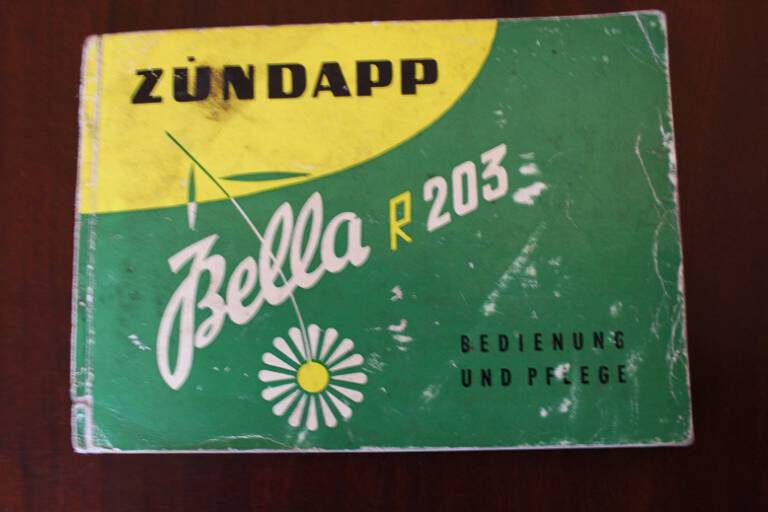 ZÜNDAPP
Bella R 203
BEDIENUNG
UND PFLEGE